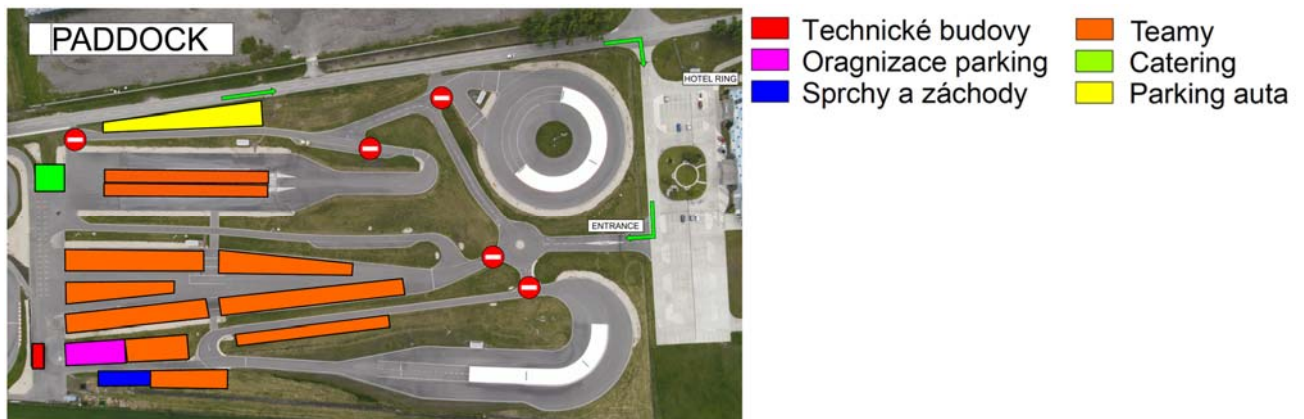 PADDOCK
HOTEL RING
ENTRANCE
Technické budovy
Oragnizace parking
Sprchy a záchody
Teamy
Catering
Parking auta